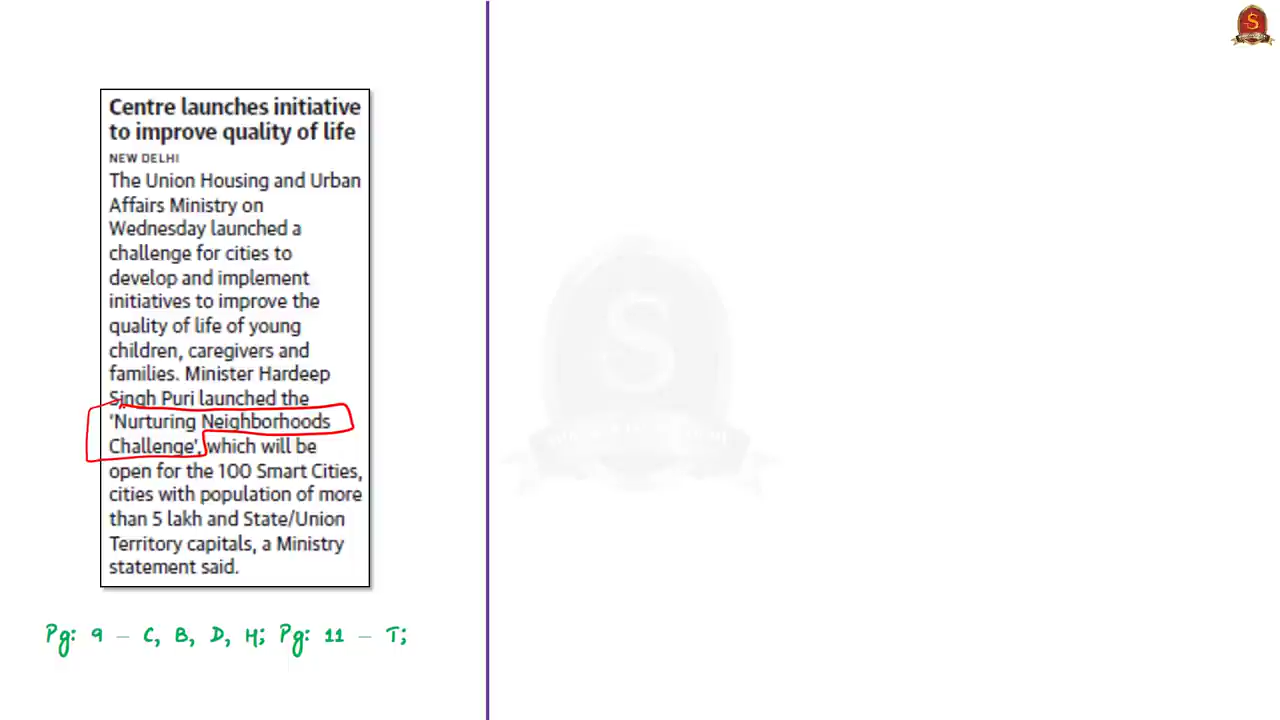 Centre launches initiative
to improve quality of life
NEW DELHI
The Union Housing and Urban
Affairs Ministry on
Wednesday launched a
challenge for cities to
develop and implement
initiatives to improve the
quality of life of young
children, caregivers and
families. Minister Hardeep
Singh Puri launched the
'Nurturing Neighborhoods
Challenge', which will be
open for the 100 Smart Cities,
cities with population of more
than 5 lakh and State/Union
Territory capitals, a Ministry
statement said.
Pg: 9 – C, B, D, H; Pg: 11 – T;
S